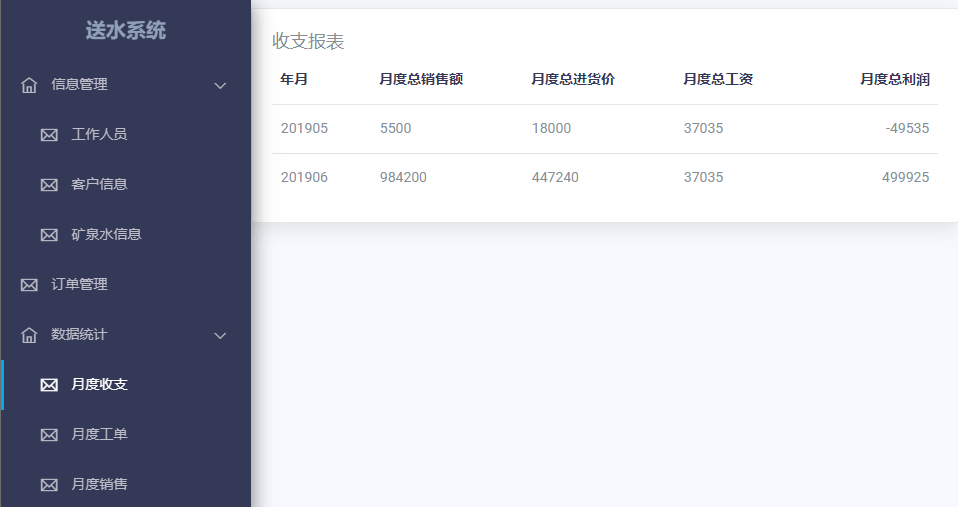 送水系统
信息管理
工作人员
客户信息
矿泉水信息
订单管理
数据统计
月度收支
月度工单
月度销售
收支报表
年月 月度总销售额 月度总进货价 月度总工资 月度总利润
201905 5500 18000 37035 -49535
201906 984200 447240 37035 499925